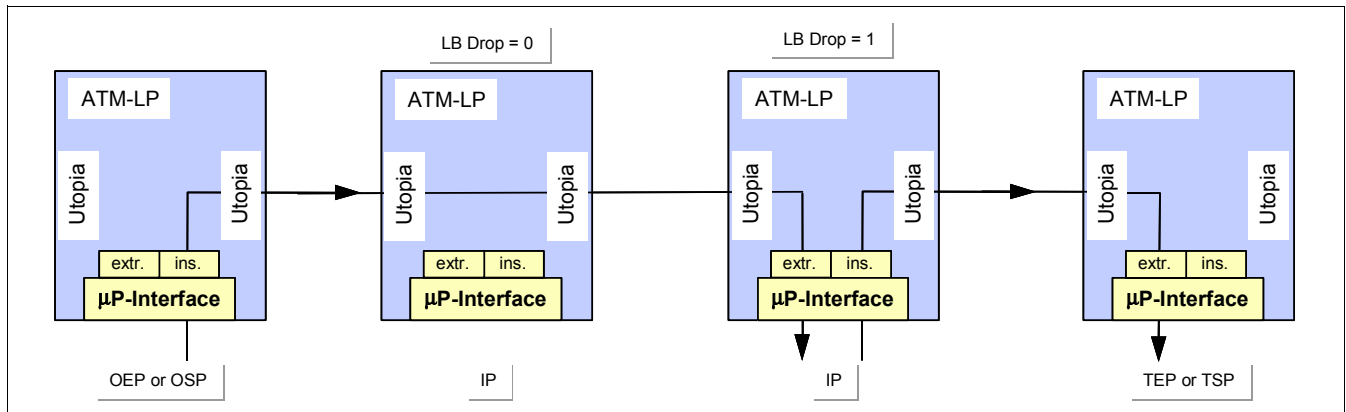 LB Drop = 0
LB Drop = 1
ATM-LP
ATM-LP
ATM-LP
ATM-LP
Utopia
Utopia
Utopia
Utopia
Utopia
Utopia
Utopia
Utopia
extr. ins.
extr. ins.
extr. ins.
extr. ins.
µP-Interface
µP-Interface
µP-Interface
µP-Interface
OEP or OSP
IP
IP
TEP or TSP